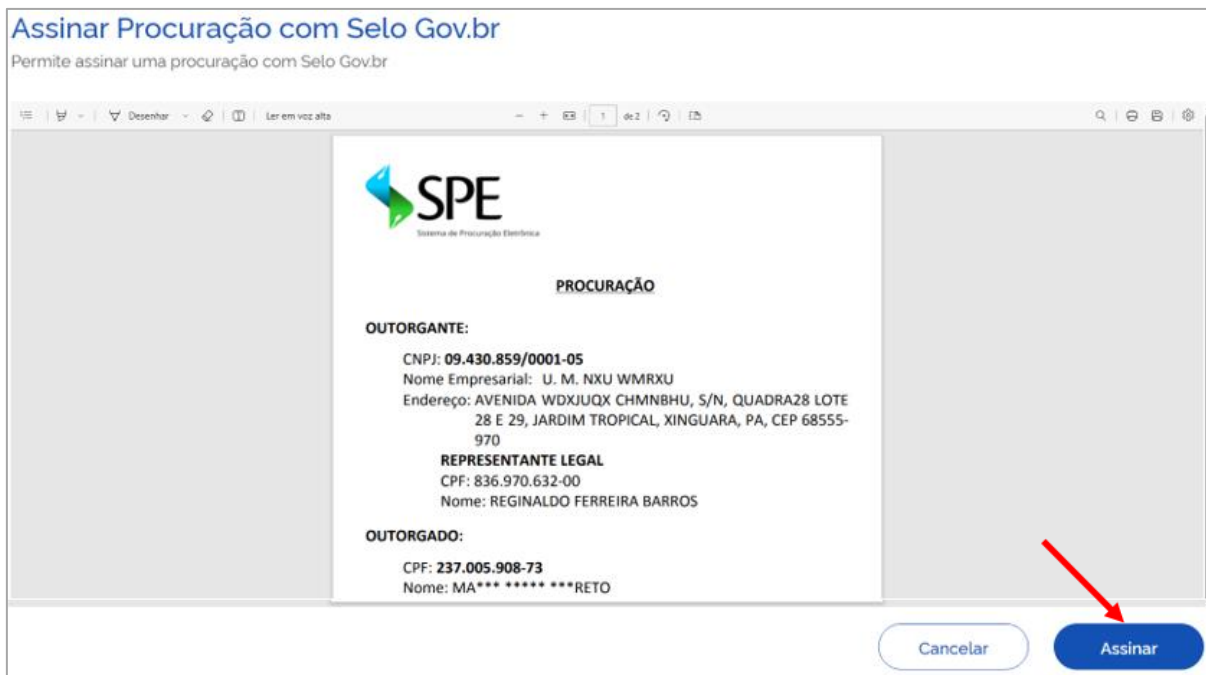 Assinar Procuração com Selo Gov.br
Permite assinar uma procuração com Selo Gov.br
Desenhar Ler em voz alta - + 1 de 2
SPE
Sistema de Procuração Eletrônica
PROCURAÇÃO
OUTORGANTE:
CNPJ: 09.430.859/0001-05
Nome Empresarial: U. M. NXU WMRXU
Endereço: AVENIDA WDXJUQX CHMNBHU, S/N, QUADRA28 LOTE
28 E 29, JARDIM TROPICAL, XINGUARA, PA, CEP 68555-
970
REPRESENTANTE LEGAL
CPF: 836.970.632-00
Nome: REGINALDO FERREIRA BARROS
OUTORGADO:
CPF: 237.005.908-73
Nome: MA*** ***** ***RETO
Cancelar Assinar